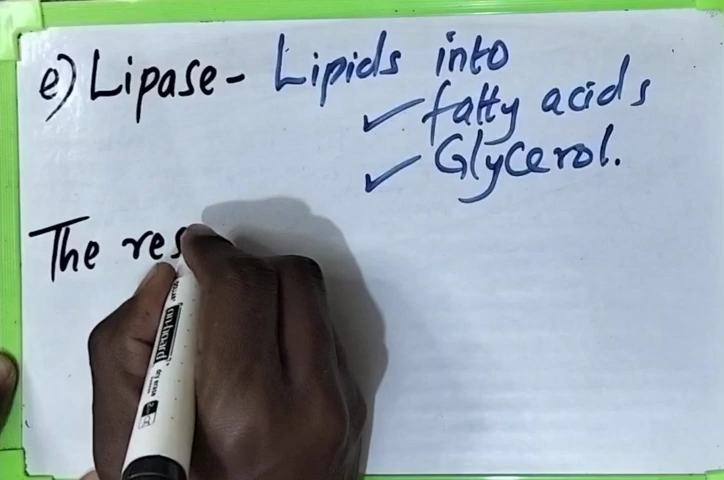 e) Lipase - Lipids into
✓ fatty acids
✓ Glycerol.
The res